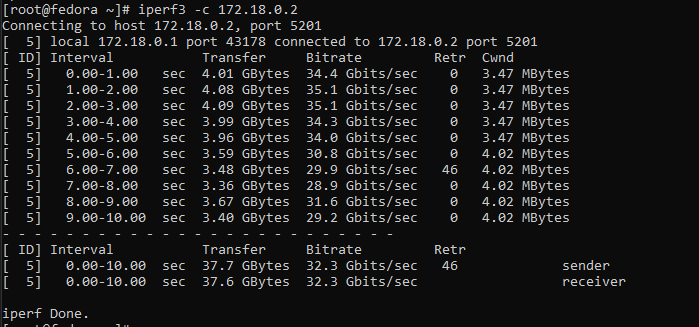 [root@fedora ~]# iperf3 -c 172.18.0.2
Connecting to host 172.18.0.2, port 5201
[  5] local 172.18.0.1 port 43178 connected to 172.18.0.2 port 5201
[ ID] Interval           Transfer     Bitrate         Retr  Cwnd
[  5]   0.00-1.00   sec  4.01 GBytes  34.4 Gbits/sec    0   3.47 MBytes
[  5]   1.00-2.00   sec  4.08 GBytes  35.1 Gbits/sec    0   3.47 MBytes
[  5]   2.00-3.00   sec  4.09 GBytes  35.1 Gbits/sec    0   3.47 MBytes
[  5]   3.00-4.00   sec  3.99 GBytes  34.3 Gbits/sec    0   3.47 MBytes
[  5]   4.00-5.00   sec  3.96 GBytes  34.0 Gbits/sec    0   3.47 MBytes
[  5]   5.00-6.00   sec  3.59 GBytes  30.8 Gbits/sec    0   4.02 MBytes
[  5]   6.00-7.00   sec  3.48 GBytes  29.9 Gbits/sec   46   4.02 MBytes
[  5]   7.00-8.00   sec  3.36 GBytes  28.9 Gbits/sec    0   4.02 MBytes
[  5]   8.00-9.00   sec  3.67 GBytes  31.6 Gbits/sec    0   4.02 MBytes
[  5]   9.00-10.00  sec  3.40 GBytes  29.2 Gbits/sec    0   4.02 MBytes
- - - - - - - - - - - - - - - - - - - - - - - - -
[ ID] Interval           Transfer     Bitrate         Retr
[  5]   0.00-10.00  sec  37.7 GBytes  32.3 Gbits/sec   46             sender
[  5]   0.00-10.00  sec  37.6 GBytes  32.3 Gbits/sec                  receiver

iperf Done.